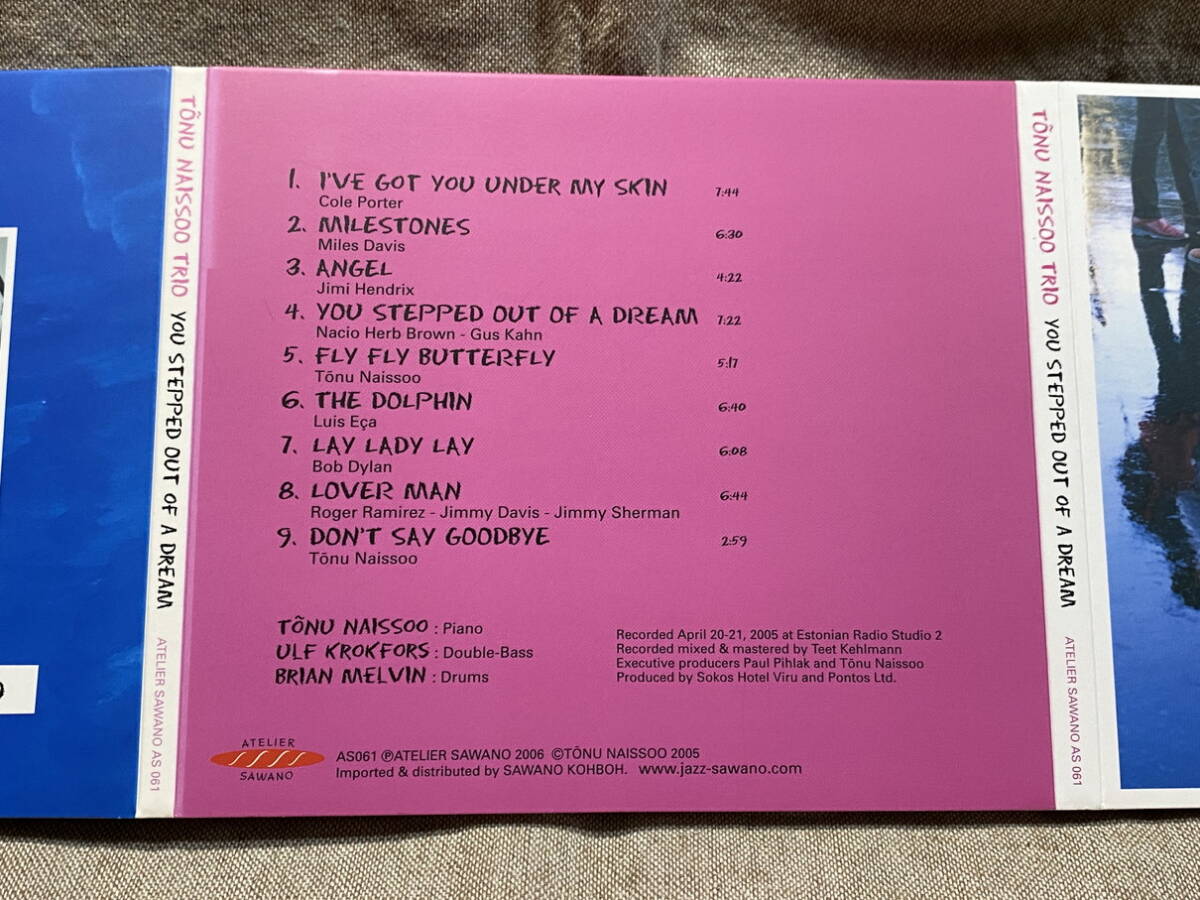 TÕNU NAISSOO TRIO YOU STEPPED OUT OF A DREAM ATELIER SAWANO AS 061
1. I'VE GOT YOU UNDER MY SKIN 7:44
Cole Porter
2. MILESTONES 6:30
Miles Davis
3. ANGEL 4:22
Jimi Hendrix
4. YOU STEPPED OUT OF A DREAM 7:22
Nacio Herb Brown - Gus Kahn
5. FLY FLY BUTTERFLY 5:17
Tõnu Naissoo
6. THE DOLPHIN 6:40
Luis Eça
7. LAY LADY LAY 6:08
Bob Dylan
8. LOVER MAN 6:44
Roger Ramirez - Jimmy Davis - Jimmy Sherman
9. DON'T SAY GOODBYE 2:59
Tõnu Naissoo
TÕNU NAISSOO : Piano
ULF KROKFORS : Double-Bass
BRIAN MELVIN : Drums
Recorded April 20-21, 2005 at Estonian Radio Studio 2
Recorded mixed & mastered by Teet Kehlmann
Executive producers Paul Pihlak and Tõnu Naissoo
Produced by Sokos Hotel Viru and Pontos Ltd.
ATELIER
SAWANO
AS061 ℗ATELIER SAWANO 2006 ©TÕNU NAISSOO 2005
Imported & distributed by SAWANO KOHBOH. www.jazz-sawano.com
TÕNU NAISSOO TRIO YOU STEPPED OUT OF A DREAM ATELIER SAWANO AS 061